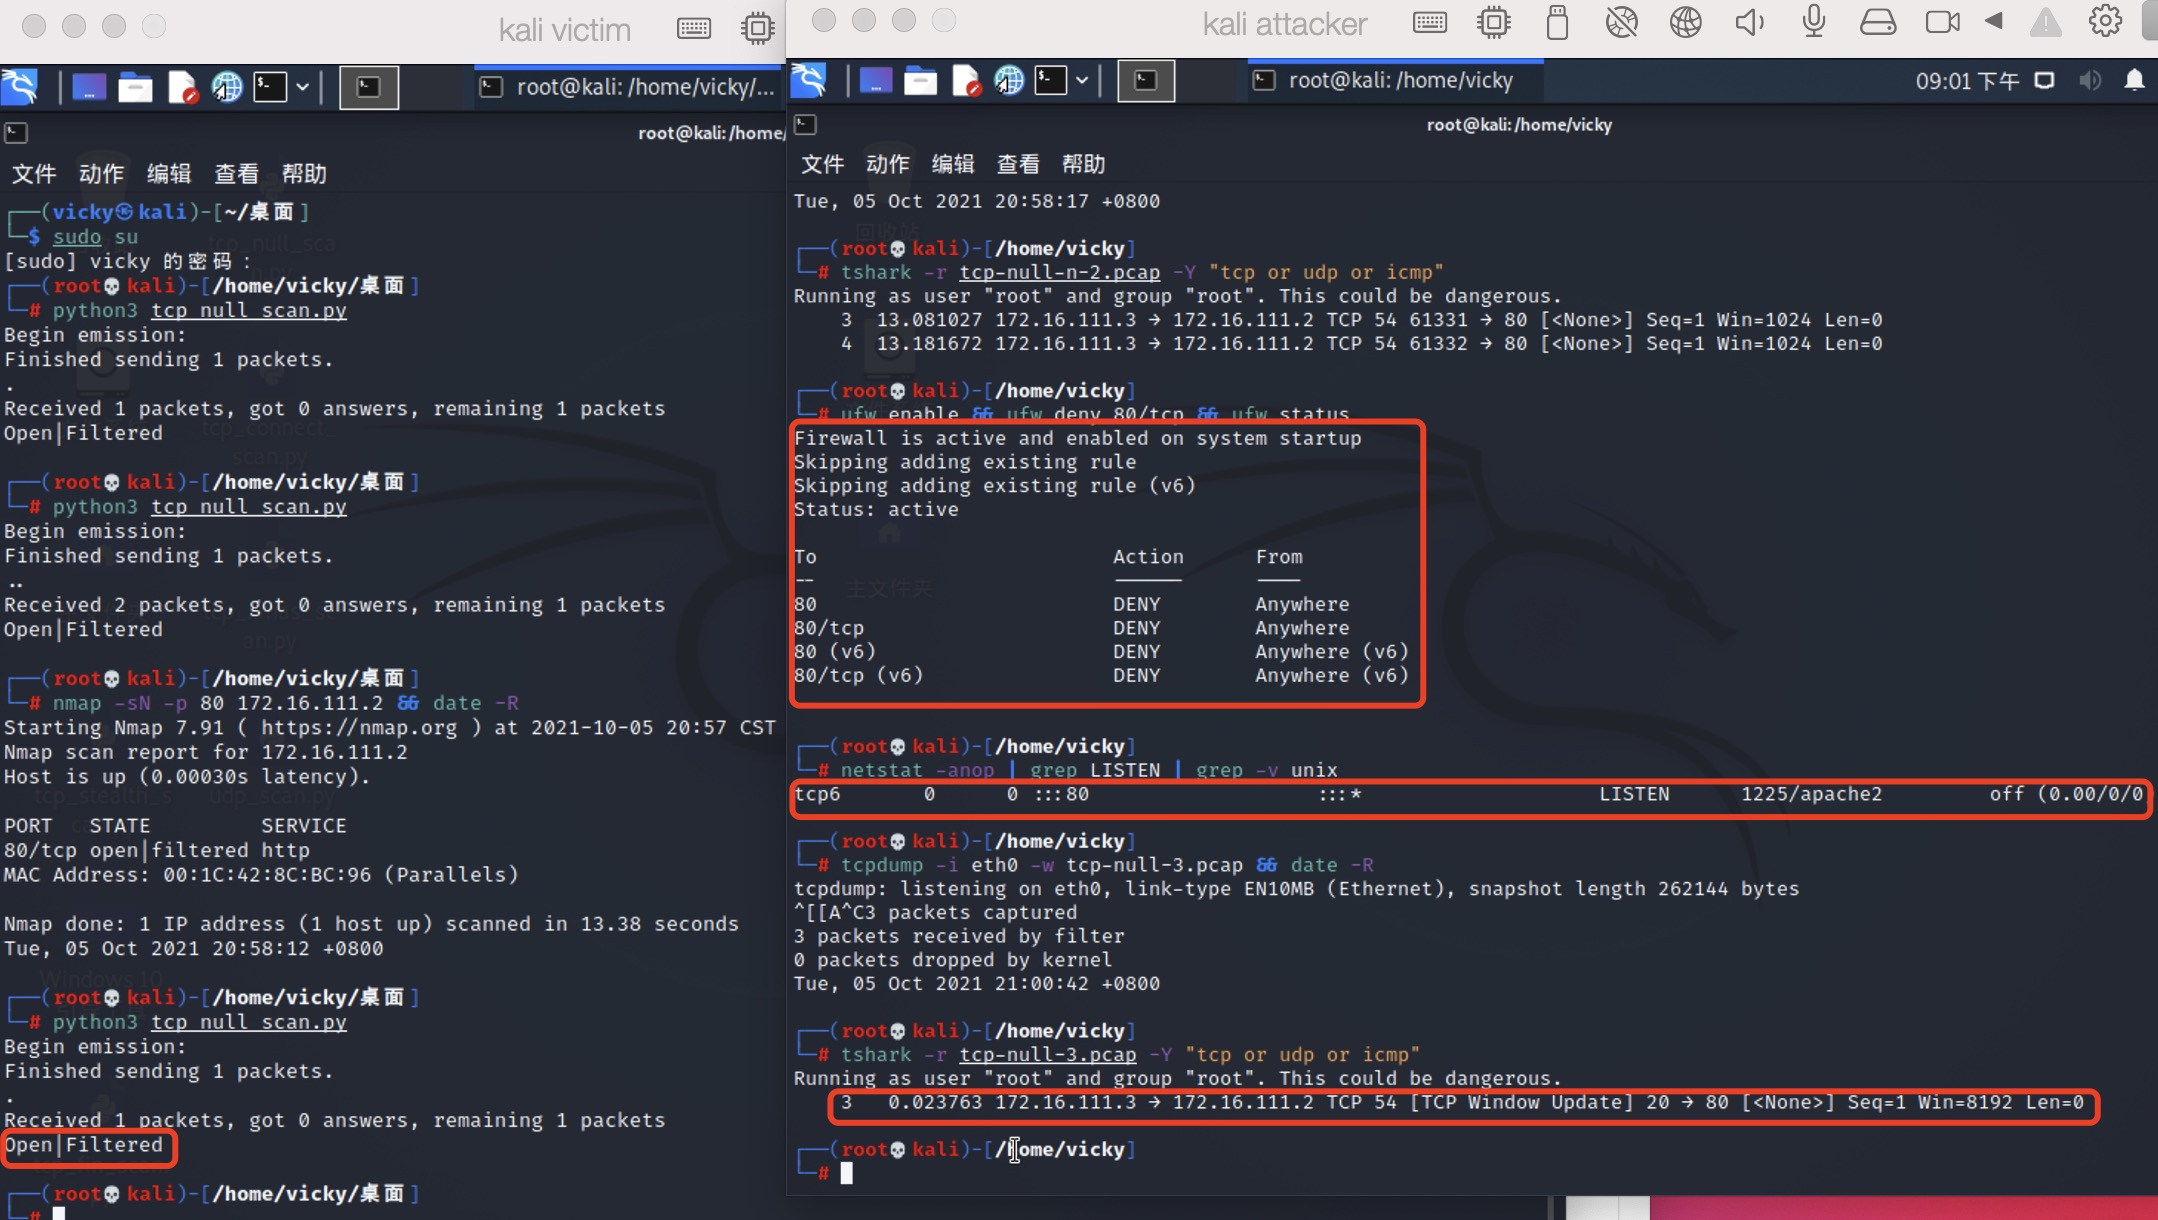 kali victim
root@kali: /home/vicky/...
root@kali:/home/
文件 动作 编辑 查看 帮助
┌──(vicky㉿kali)-[~/桌面]
└─$ sudo su
[sudo] vicky 的密码：
┌──(root💀kali)-[/home/vicky/桌面]
└─# python3 tcp_null_scan.py
Begin emission:
Finished sending 1 packets.
.
Received 1 packets, got 0 answers, remaining 1 packets
Open|Filtered
┌──(root💀kali)-[/home/vicky/桌面]
└─# python3 tcp_null_scan.py
Begin emission:
Finished sending 1 packets.
..
Received 2 packets, got 0 answers, remaining 1 packets
Open|Filtered
┌──(root💀kali)-[/home/vicky/桌面]
└─# nmap -sN -p 80 172.16.111.2 && date -R
Starting Nmap 7.91 ( https://nmap.org ) at 2021-10-05 20:57 CST
Nmap scan report for 172.16.111.2
Host is up (0.00030s latency).
PORT   STATE         SERVICE
80/tcp open|filtered http
MAC Address: 00:1C:42:8C:BC:96 (Parallels)
Nmap done: 1 IP address (1 host up) scanned in 13.38 seconds
Tue, 05 Oct 2021 20:58:12 +0800
┌──(root💀kali)-[/home/vicky/桌面]
└─# python3 tcp_null_scan.py
Begin emission:
Finished sending 1 packets.
.
Received 1 packets, got 0 answers, remaining 1 packets
Open|Filtered
┌──(root💀kali)-[/home/vicky/桌面]
└─#
kali attacker
root@kali: /home/vicky
09:01 下午
root@kali:/home/vicky
文件 动作 编辑 查看 帮助
Tue, 05 Oct 2021 20:58:17 +0800
┌──(root💀kali)-[/home/vicky]
└─# tshark -r tcp-null-n-2.pcap -Y "tcp or udp or icmp"
Running as user "root" and group "root". This could be dangerous.
3  13.081027 172.16.111.3 → 172.16.111.2 TCP 54 61331 → 80 [<None>] Seq=1 Win=1024 Len=0
4  13.181672 172.16.111.3 → 172.16.111.2 TCP 54 61332 → 80 [<None>] Seq=1 Win=1024 Len=0
┌──(root💀kali)-[/home/vicky]
└─# ufw enable && ufw deny 80/tcp && ufw status
Firewall is active and enabled on system startup
Skipping adding existing rule
Skipping adding existing rule (v6)
Status: active
To                         Action      From
--                         ------      ----
80                         DENY        Anywhere
80/tcp                     DENY        Anywhere
80 (v6)                    DENY        Anywhere (v6)
80/tcp (v6)                DENY        Anywhere (v6)
┌──(root💀kali)-[/home/vicky]
└─# netstat -anop | grep LISTEN | grep -v unix
tcp6       0      0 :::80                   :::*                    LISTEN      1225/apache2         off (0.00/0/0
┌──(root💀kali)-[/home/vicky]
└─# tcpdump -i eth0 -w tcp-null-3.pcap && date -R
tcpdump: listening on eth0, link-type EN10MB (Ethernet), snapshot length 262144 bytes
^[[A^C3 packets captured
3 packets received by filter
0 packets dropped by kernel
Tue, 05 Oct 2021 21:00:42 +0800
┌──(root💀kali)-[/home/vicky]
└─# tshark -r tcp-null-3.pcap -Y "tcp or udp or icmp"
Running as user "root" and group "root". This could be dangerous.
3   0.023763 172.16.111.3 → 172.16.111.2 TCP 54 [TCP Window Update] 20 → 80 [<None>] Seq=1 Win=8192 Len=0
┌──(root💀kali)-[/home/vicky]
└─#